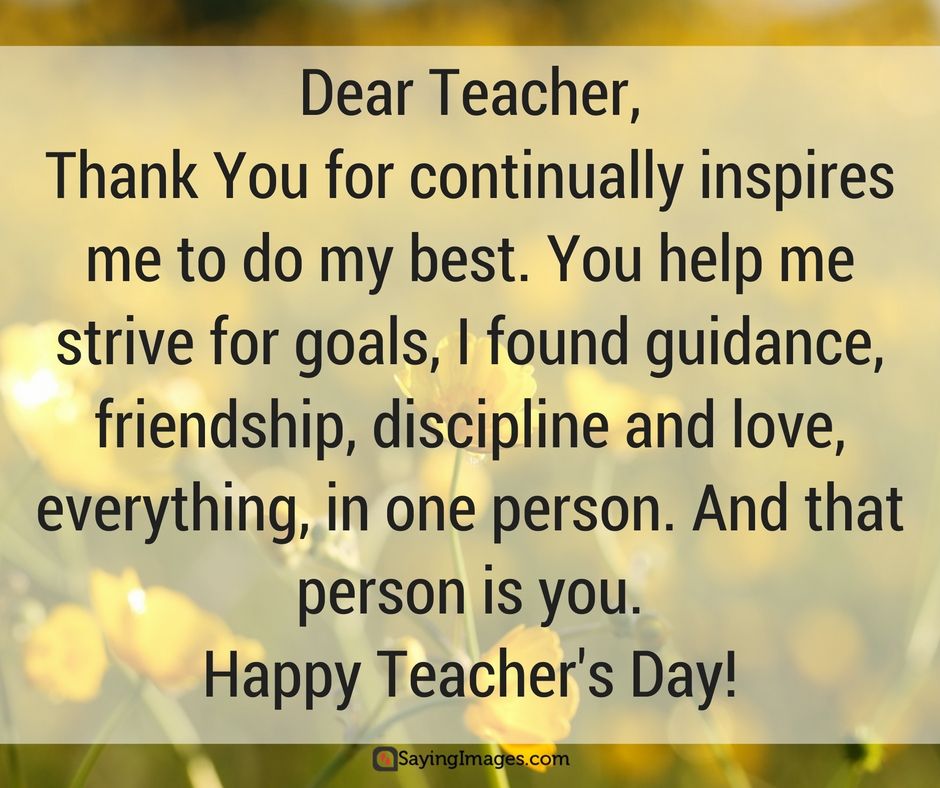 Dear Teacher,
Thank You for continually inspires
me to do my best. You help me
strive for goals, I found guidance,
friendship, discipline and love,
everything, in one person. And that
person is you.
Happy Teacher's Day!
SayingImages.com